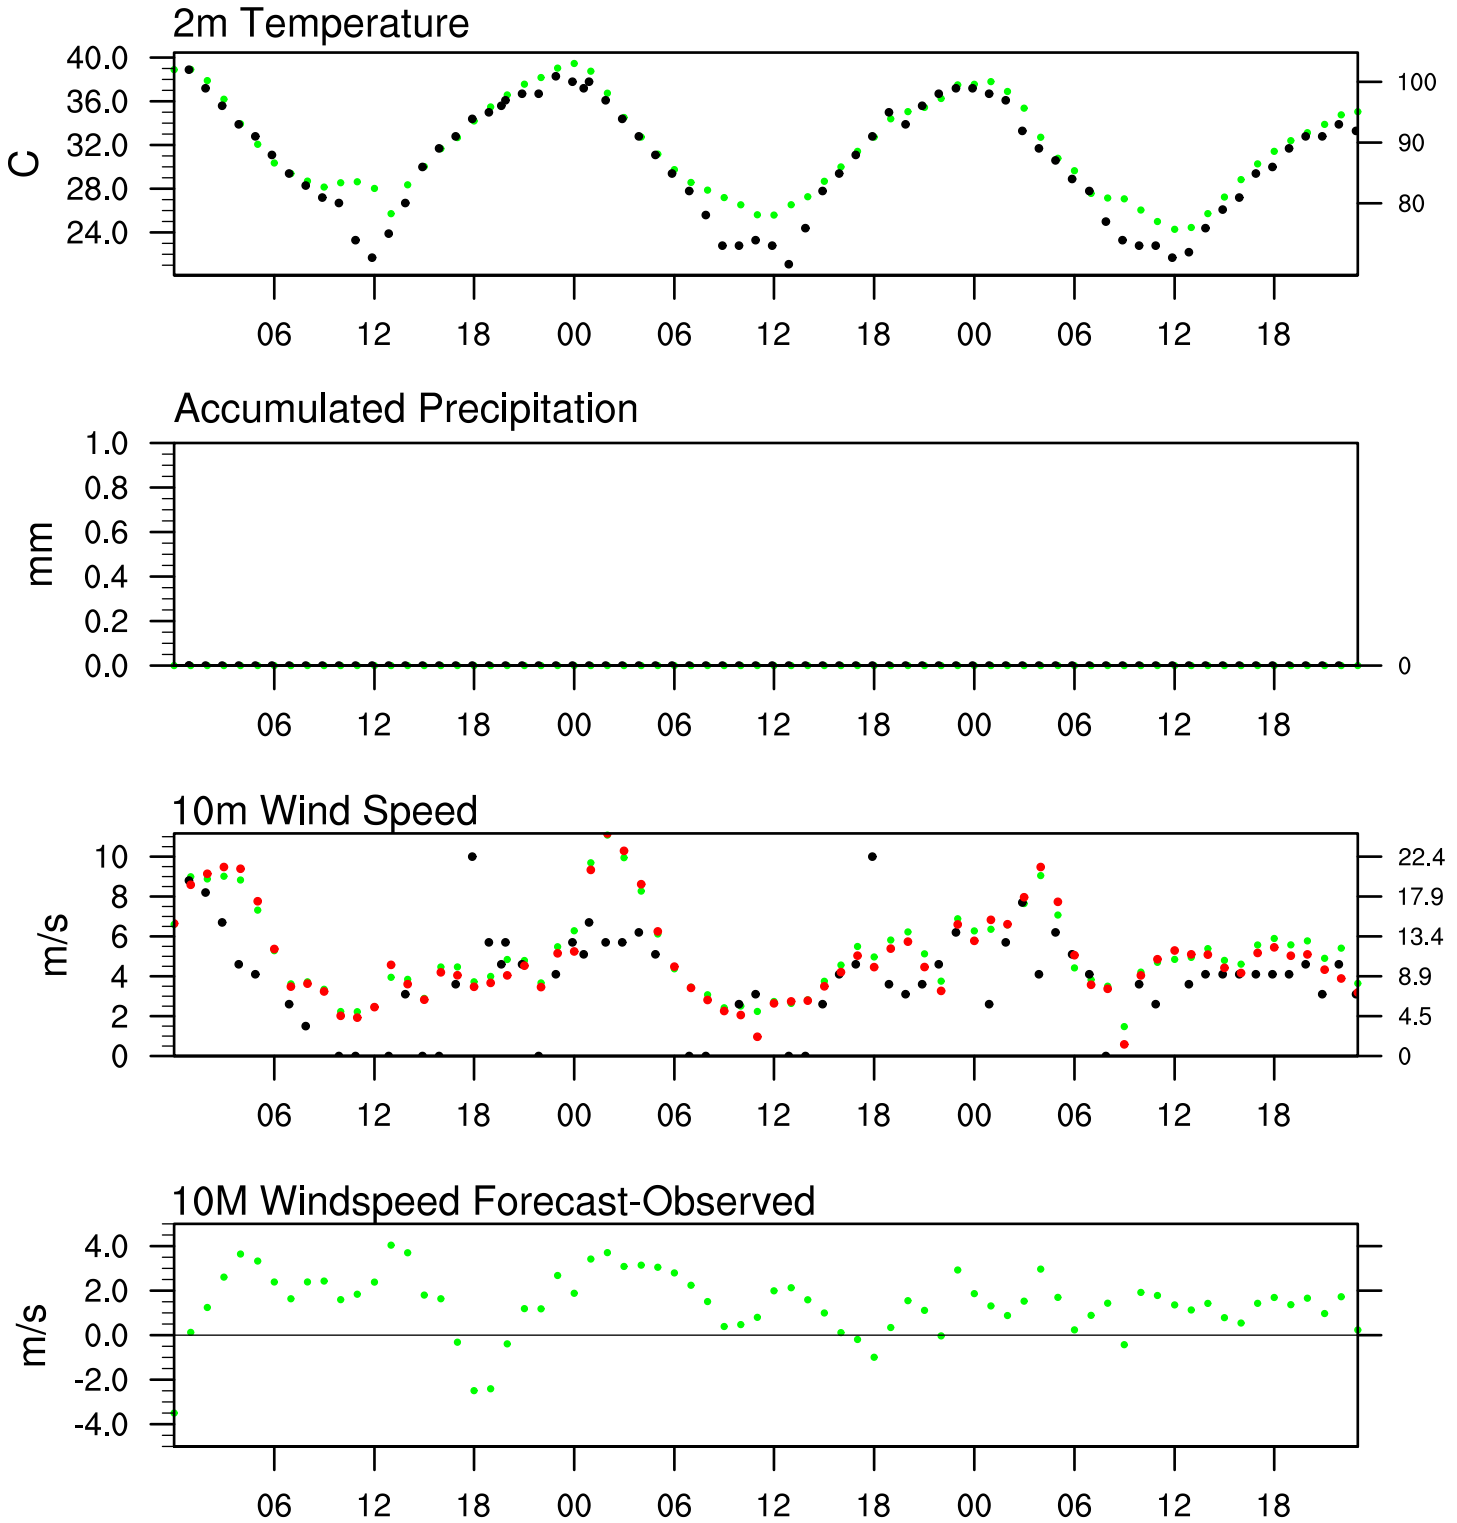 2m Temperature
40.0
36.0
32.0
28.0
24.0
C
100
90
80
06 12 18 00 06 12 18 00 06 12 18
Accumulated Precipitation
1.0
0.8
0.6
0.4
0.2
0.0
mm
0
06 12 18 00 06 12 18 00 06 12 18
10m Wind Speed
10
8
6
4
2
0
m/s
22.4
17.9
13.4
8.9
4.5
0
06 12 18 00 06 12 18 00 06 12 18
10M Windspeed Forecast-Observed
4.0
2.0
0.0
-2.0
-4.0
m/s
06 12 18 00 06 12 18 00 06 12 18